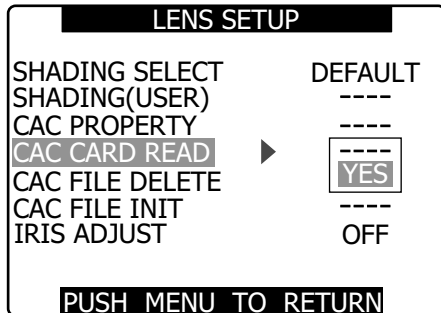 LENS SETUP
SHADING SELECT DEFAULT
SHADING(USER) ----
CAC PROPERTY ----
CAC CARD READ ----
YES
CAC FILE DELETE
CAC FILE INIT ----
IRIS ADJUST OFF
PUSH MENU TO RETURN